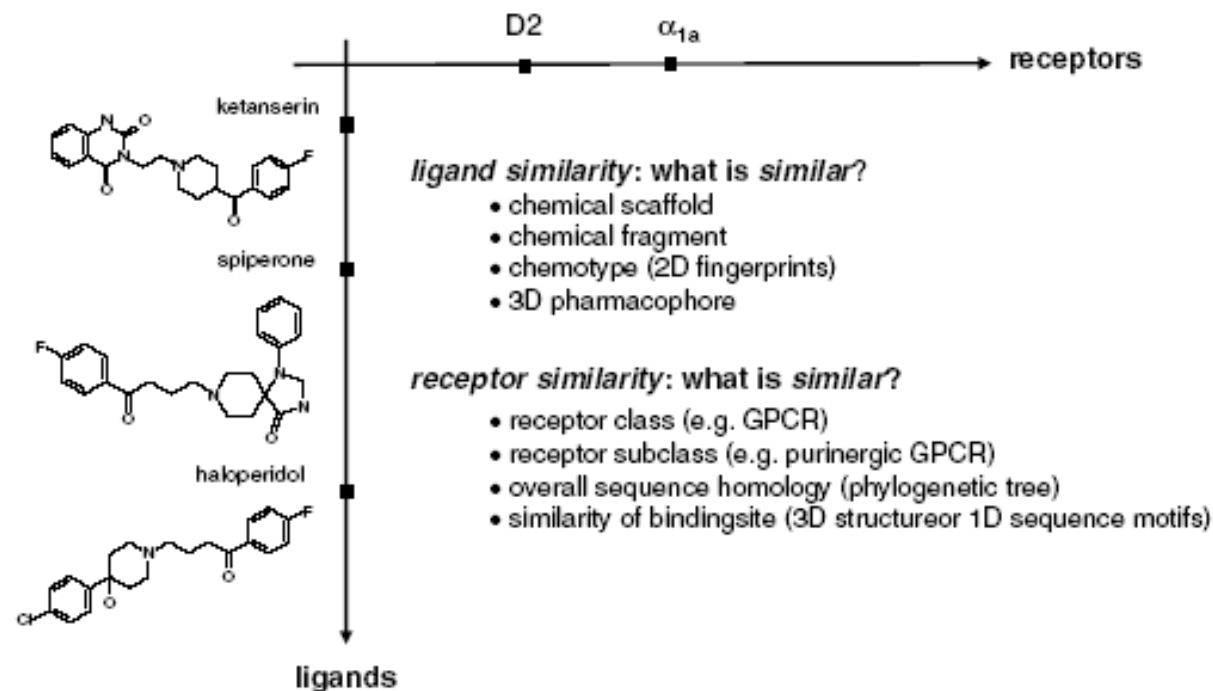 D2
α1a
receptors
ketanserin
N
O
N
O
N
F
O
ligand similarity: what is similar?
• chemical scaffold
• chemical fragment
• chemotype (2D fingerprints)
• 3D pharmacophore
spiperone
F
O
N
N
N
O
receptor similarity: what is similar?
• receptor class (e.g. GPCR)
• receptor subclass (e.g. purinergic GPCR)
• overall sequence homology (phylogenetic tree)
• similarity of bindingsite (3D structureor 1D sequence motifs)
haloperidol
F
N
O
Cl
O
ligands